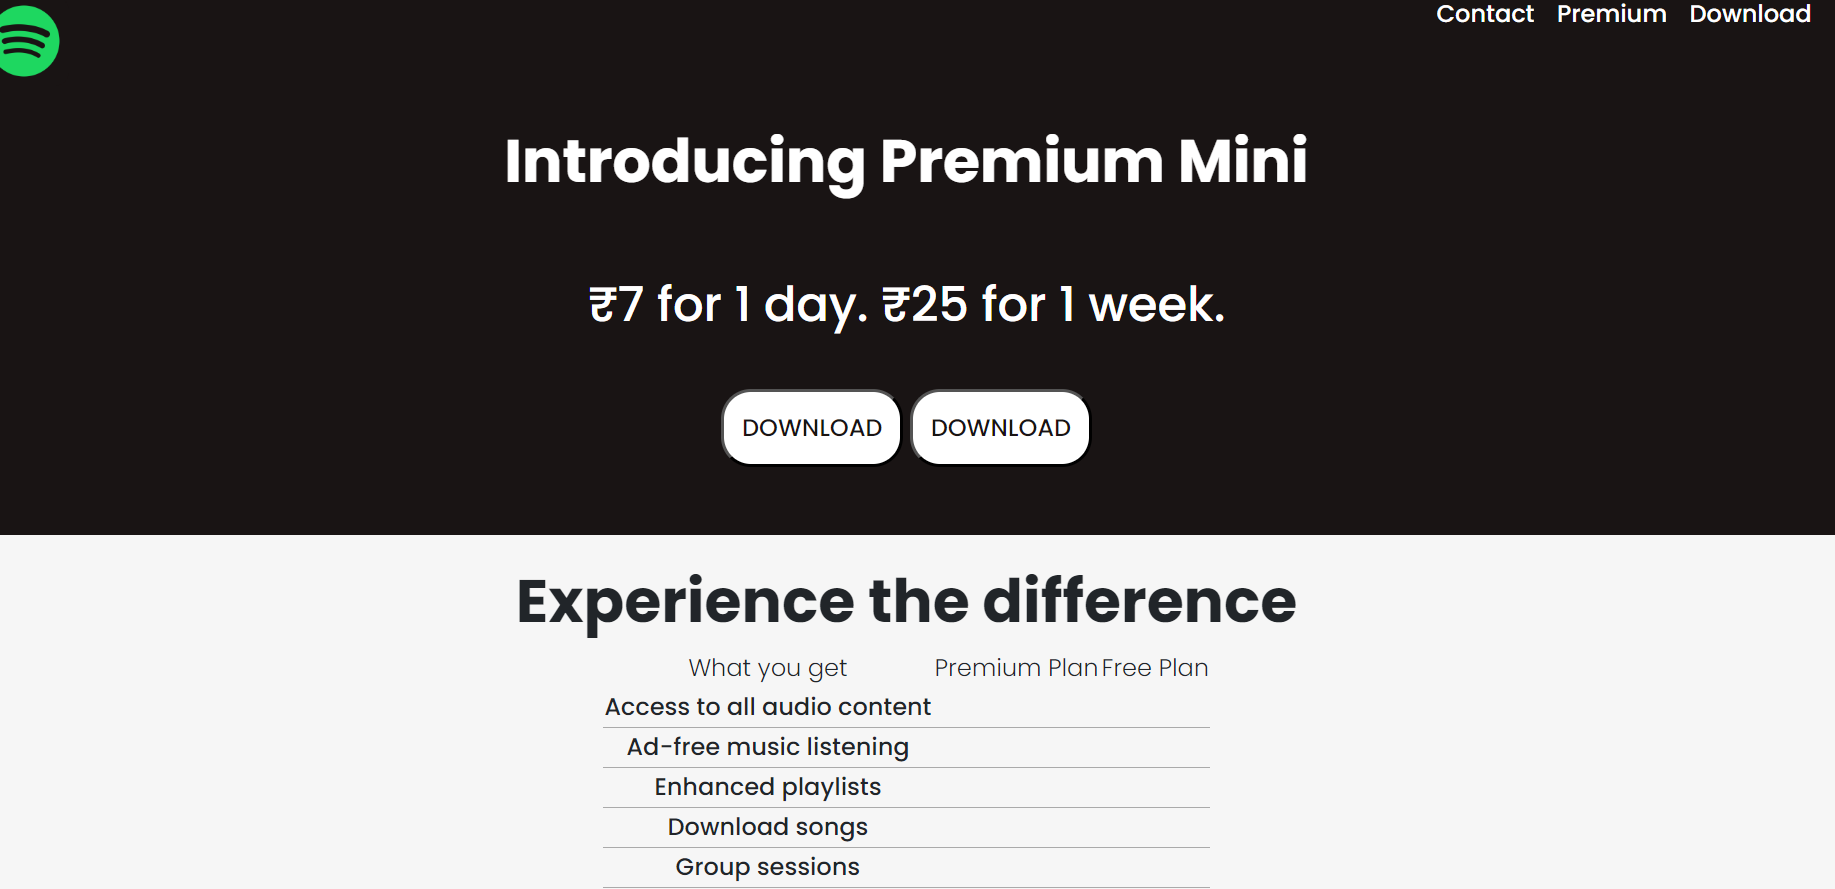 Contact Premium Download
Introducing Premium Mini
₹7 for 1 day. ₹25 for 1 week.
DOWNLOAD DOWNLOAD
Experience the difference
What you get Premium Plan Free Plan
Access to all audio content
Ad-free music listening
Enhanced playlists
Download songs
Group sessions